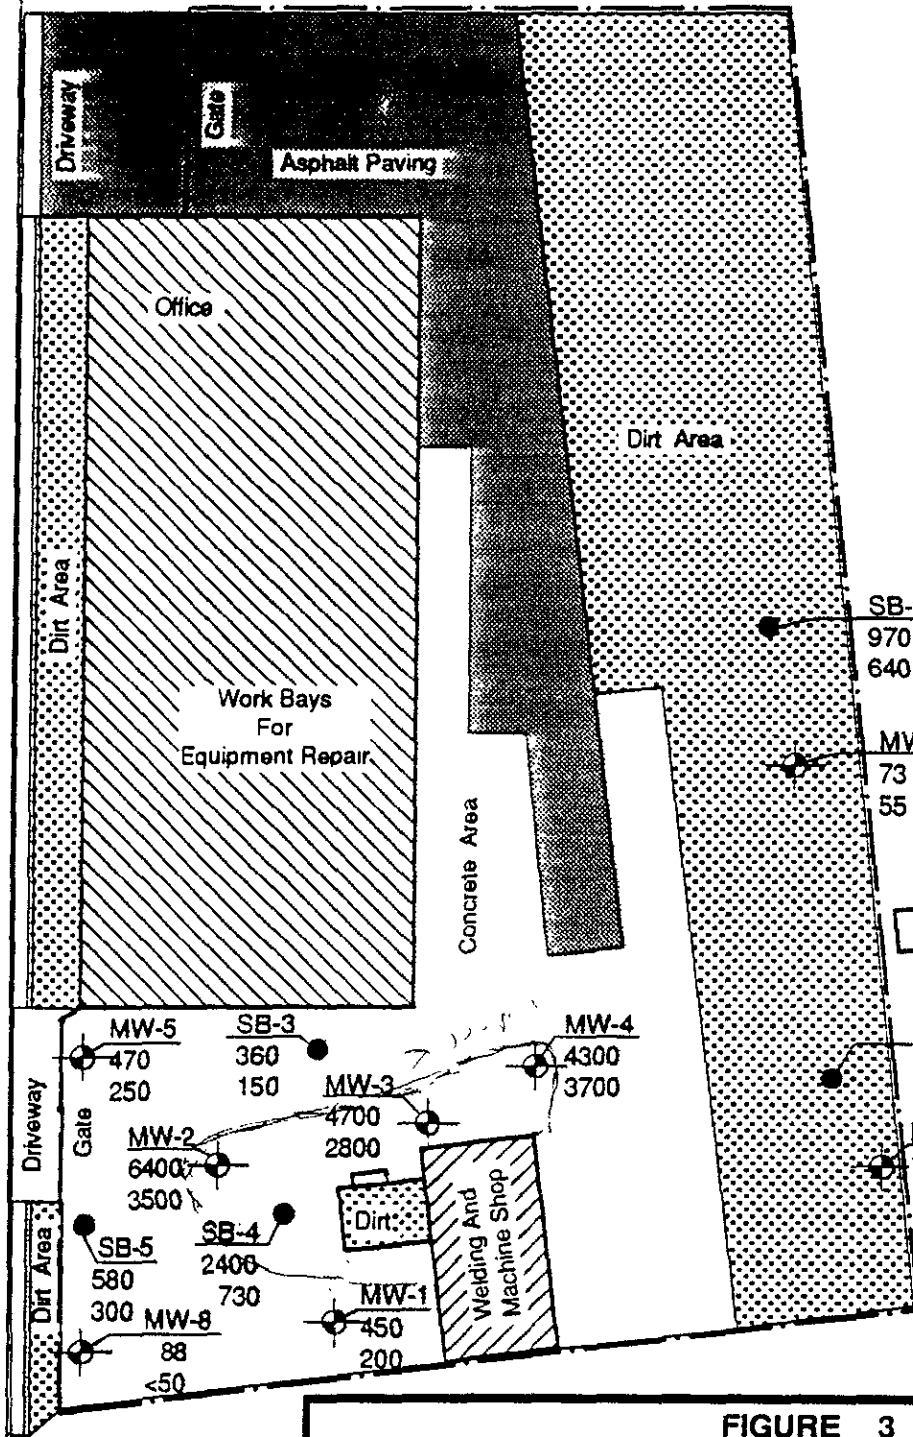 Driveway
Gate
Asphalt Paving
Office
Dirt Area
Dirt Area
SB-
970
640
Work Bays
For
Equipment Repair
MW
73
55
Concrete Area
MW-5
470
250
SB-3
360
150
MW-4
4300
3700
MW-3
4700
2800
Driveway
Gate
MW-2
6400
3500
Dirt
Welding And
Machine Shop
SB-4
2400
730
SB-5
580
300
Dirt Area
MW-1
450
200
MW-8
88
<50
FIGURE 3